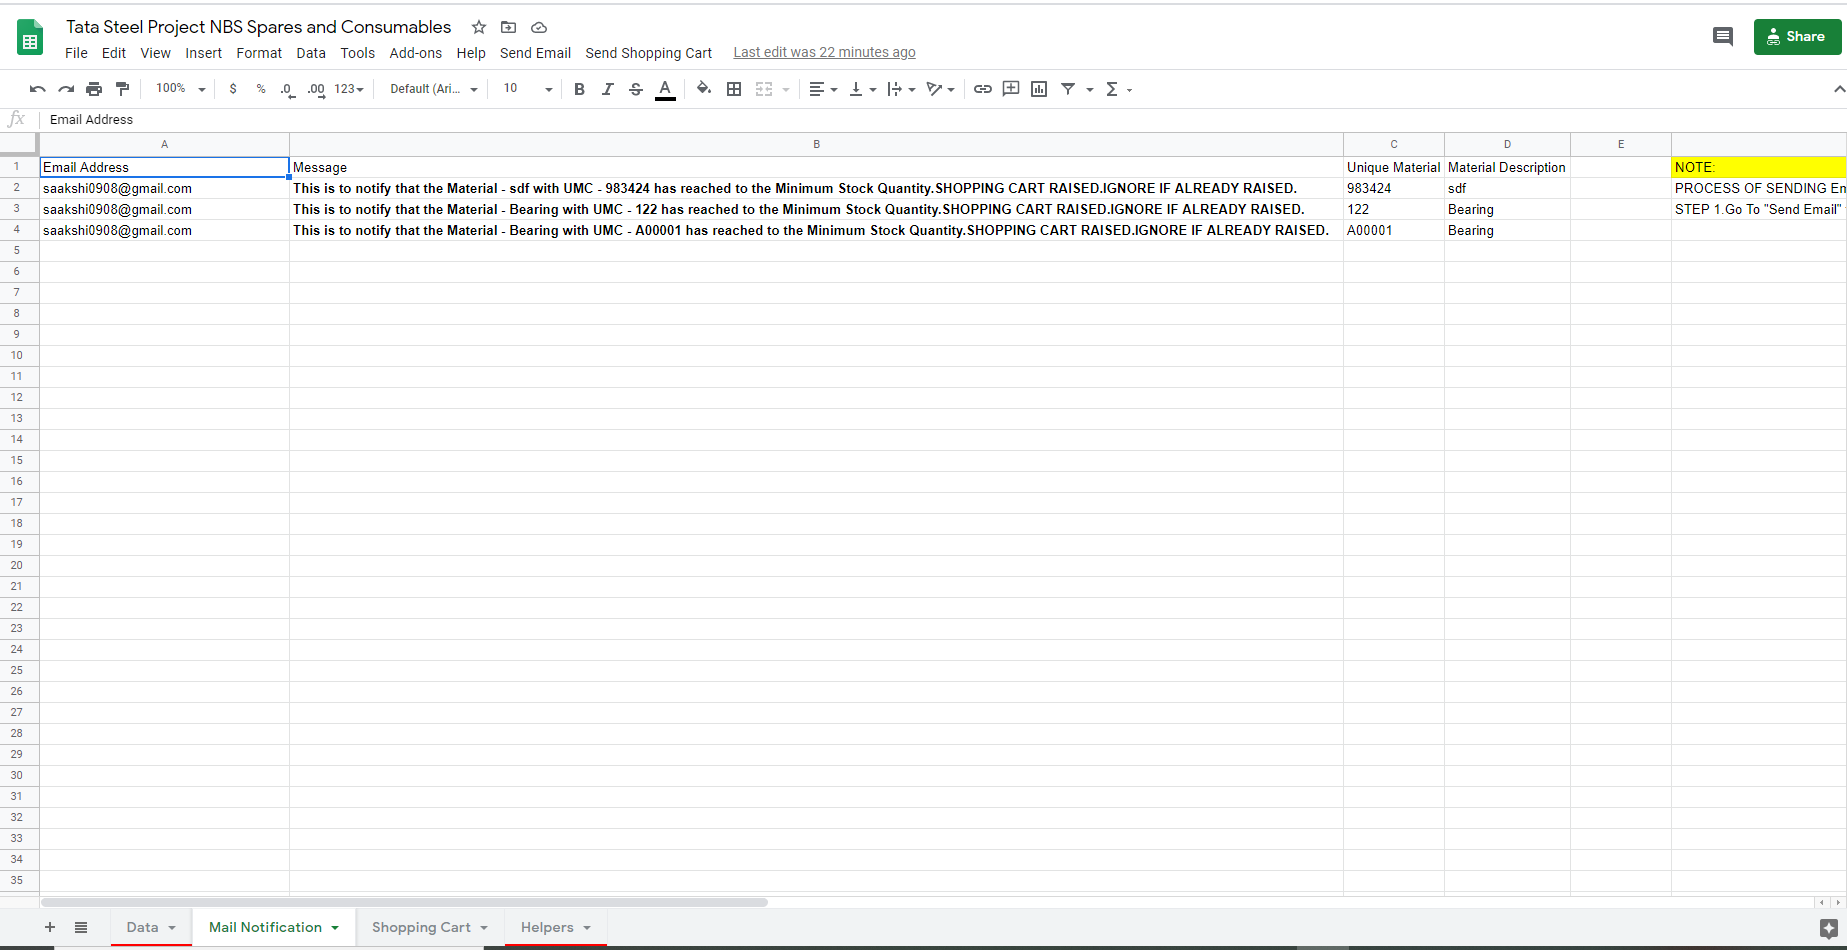 Tata Steel Project NBS Spares and Consumables
File Edit View Insert Format Data Tools Add-ons Help Send Email Send Shopping Cart Last edit was 22 minutes ago
Share
100% $ % .0 .00 123 Default (Ari... 10 B I S A
fx Email Address
A B C D E
1 Email Address Message Unique Material Material Description NOTE:
2 saakshi0908@gmail.com This is to notify that the Material - sdf with UMC - 983424 has reached to the Minimum Stock Quantity.SHOPPING CART RAISED.IGNORE IF ALREADY RAISED. 983424 sdf PROCESS OF SENDING Em
3 saakshi0908@gmail.com This is to notify that the Material - Bearing with UMC - 122 has reached to the Minimum Stock Quantity.SHOPPING CART RAISED.IGNORE IF ALREADY RAISED. 122 Bearing STEP 1.Go To "Send Email"
4 saakshi0908@gmail.com This is to notify that the Material - Bearing with UMC - A00001 has reached to the Minimum Stock Quantity.SHOPPING CART RAISED.IGNORE IF ALREADY RAISED. A00001 Bearing
5
6
7
8
9
10
11
12
13
14
15
16
17
18
19
20
21
22
23
24
25
26
27
28
29
30
31
32
33
34
35
Data Mail Notification Shopping Cart Helpers